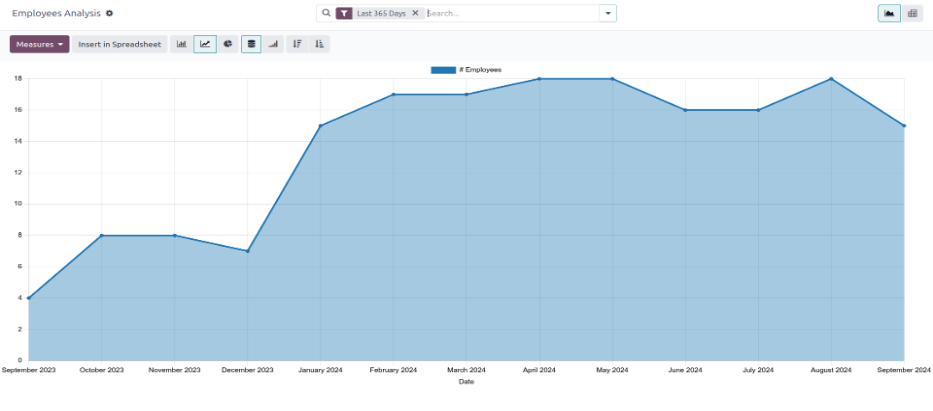 Employees Analysis
Last 365 Days
Search...
Measures
Insert in Spreadsheet
# Employees
18
16
14
12
10
8
6
4
2
0
September 2023 October 2023 November 2023 December 2023 January 2024 February 2024 March 2024 April 2024 May 2024 June 2024 July 2024 August 2024 September 2024
Date